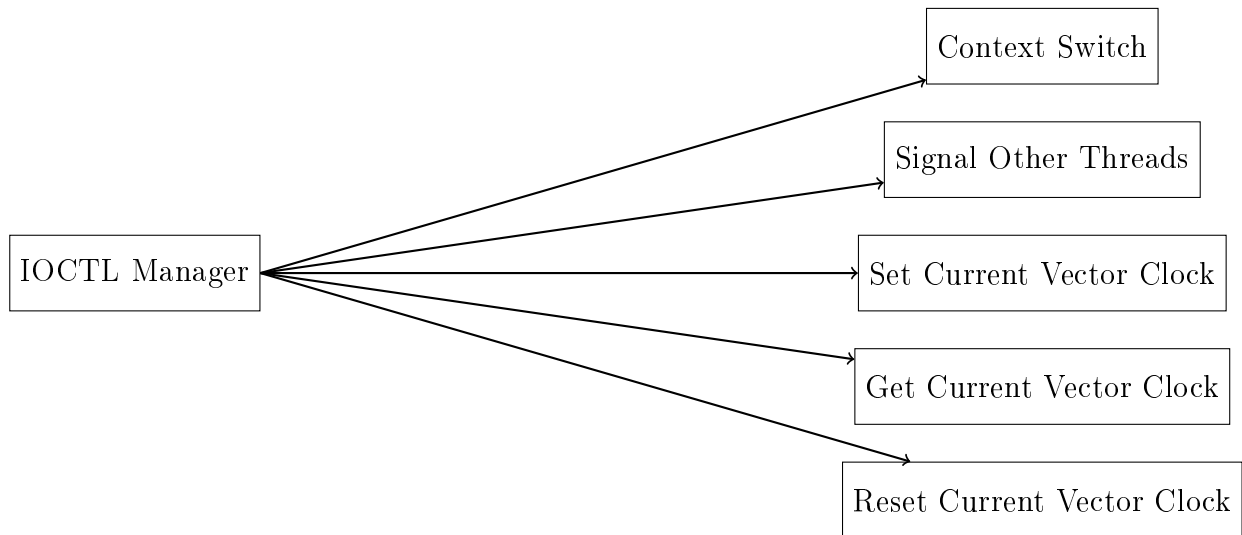 Context Switch
Signal Other Threads
IOCTL Manager
Set Current Vector Clock
Get Current Vector Clock
Reset Current Vector Clock